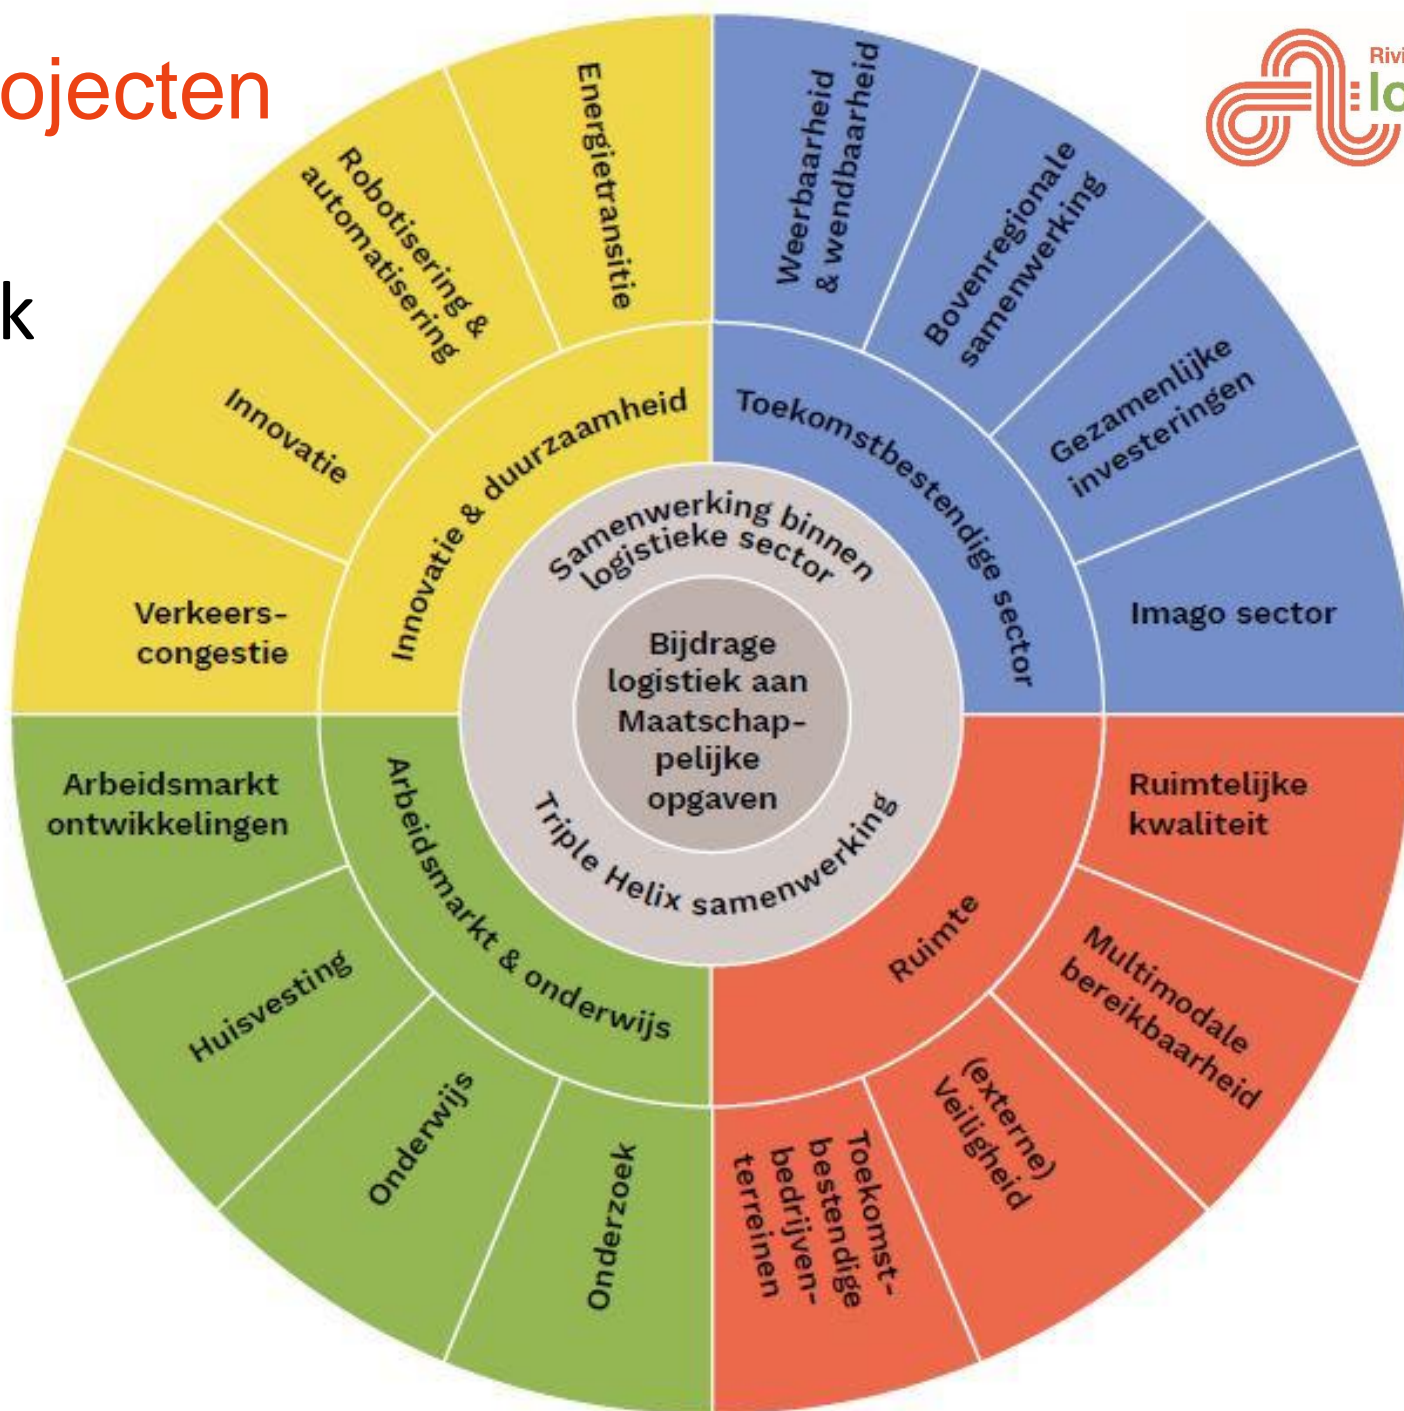 ojecten
k
Energietransitie
Robotisering &
automatisering
Innovatie
Verkeers-
congestie
Innovatie & duurzaamheid
Weerbaarheid
& wendbaarheid
Bovenregionale
samenwerking
Gezamenlijke
investeringen
Imago sector
Toekomstbestendige sector
Samenwerking binnen
logistieke sector
Bijdrage
logistiek aan
Maatschap-
pelijke
opgaven
Triple Helix samenwerking
Arbeidsmarkt
ontwikkelingen
Huisvesting
Onderwijs
Onderzoek
Arbeidsmarkt & onderwijs
Ruimte
Ruimtelijke
kwaliteit
Multimodale
bereikbaarheid
(externe)
Veiligheid
Toekomst-
bestendige
bedrijven-
terreinen
Rivi
lo